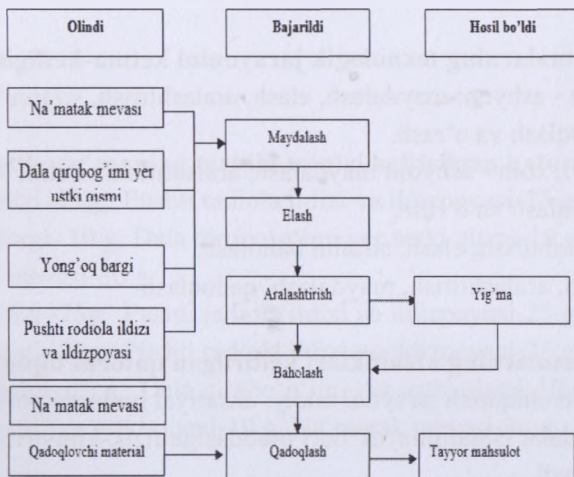 Olindi
Bajarildi
Hosil bo'ldi
Na'matak mevasi
Maydalash
Dala qirqbog'imi yer
ustki nismi
Elash
Yong'oq bargi
Aralashtirish
Yig'ma
Pushti rodiola ildizi
va ildizpoyasi
Baholash
Na'matak mevasi
Qadoqlovchi material
Qadoqlash
Tayyor mahsulot